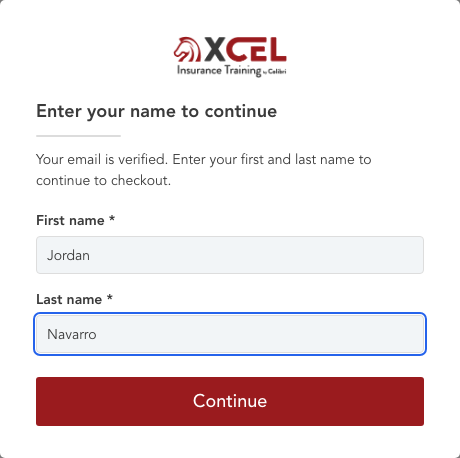 XCEL
Insurance Training by Colibri
Enter your name to continue
Your email is verified. Enter your first and last name to
continue to checkout.
First name *
Jordan
Last name *
Navarro
Continue